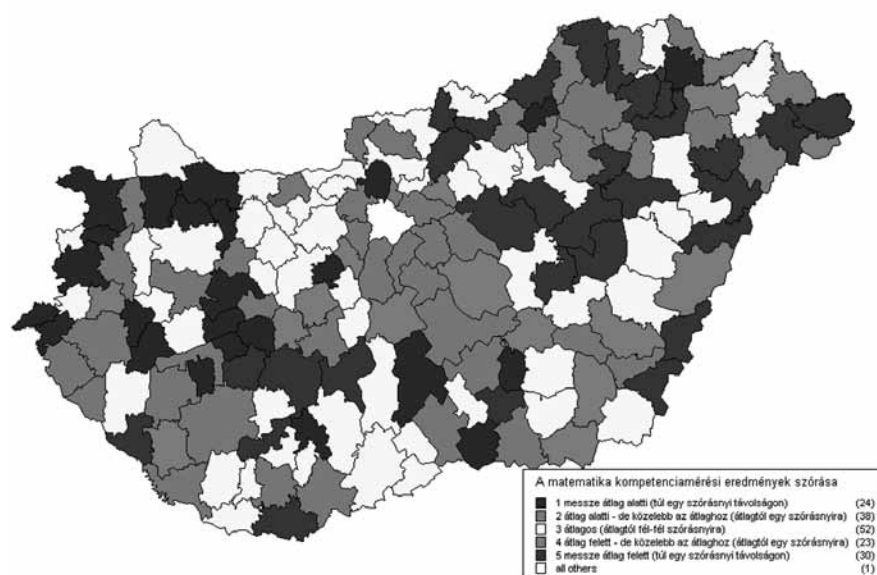 A matematika kompetenciamérési eredmények szórása
1 messze átlag alatti (túl egy szórásnyi távolságon) (24)
2 átlag alatti - de közelebb az átlaghoz (átlagtól egy szórásnyira) (38)
3 átlagos (átlagtól fél-fél szórásnyira) (52)
4 átlag felett - de közelebb az átlaghoz (átlagtól egy szórásnyira) (23)
5 messze átlag felett (túl egy szórásnyi távolságon) (30)
all others (1)